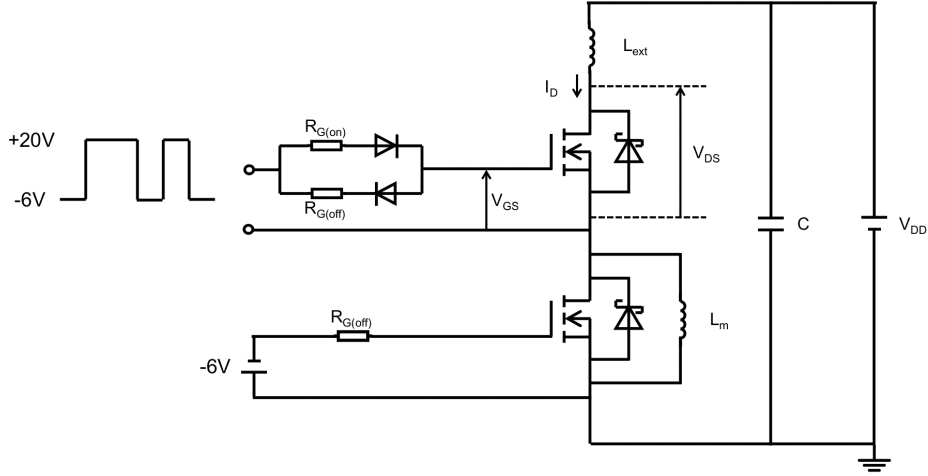 L_ext
I_D
+20V
R_G(on)
V_DS
-6V
V_GS
R_G(off)
C
V_DD
R_G(off)
L_m
-6V